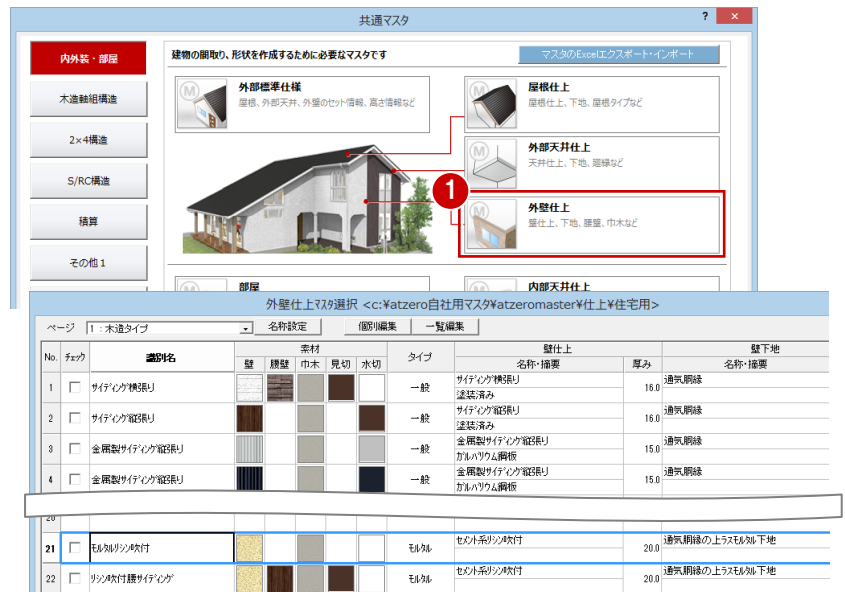 共通マスタ
?
×
内外装・部屋
建物の間取り、形状を作成するために必要なマスタです
マスタのExcelエクスポート・インポート
木造軸組構造
2×4構造
S/RC構造
積算
その他1
M
外部標準仕様
屋根、外部天井、外壁のセット情報、高さ情報など
M
屋根仕上
屋根仕上、下地、屋根タイプなど
M
外部天井仕上
天井仕上、下地、廻縁など
1
M
外壁仕上
壁仕上、下地、腰壁、巾木など
部屋
内部天井仕上
外壁仕上マスタ選択 <c:¥atzero自社用マスタ¥atzeromaster¥仕上¥住宅用>
ページ 1:木造タイプ 名称設定 個別編集 一覧編集
No. チェック 識別名 素材 タイプ 壁仕上 壁下地
壁 腰壁 巾木 見切 水切 名称・摘要 厚み 名称・摘要
1 サイディング横張り 一般 サイディング横張り 16.0 通気胴縁
塗装済み
2 サイディング縦張り 一般 サイディング縦張り 16.0 通気胴縁
塗装済み
3 金属製サイディング縦張り 一般 金属製サイディング縦張り 15.0 通気胴縁
ガルバリウム鋼板
4 金属製サイディング縦張り 一般 金属製サイディング縦張り 15.0 通気胴縁
ガルバリウム鋼板
20
21 モルタルリシン吹付 モルタル セメント系リシン吹付 20.0 通気胴縁の上ラスモルタル下地
22 リシン吹付腰サイディング モルタル セメント系リシン吹付 20.0 通気胴縁の上ラスモルタル下地